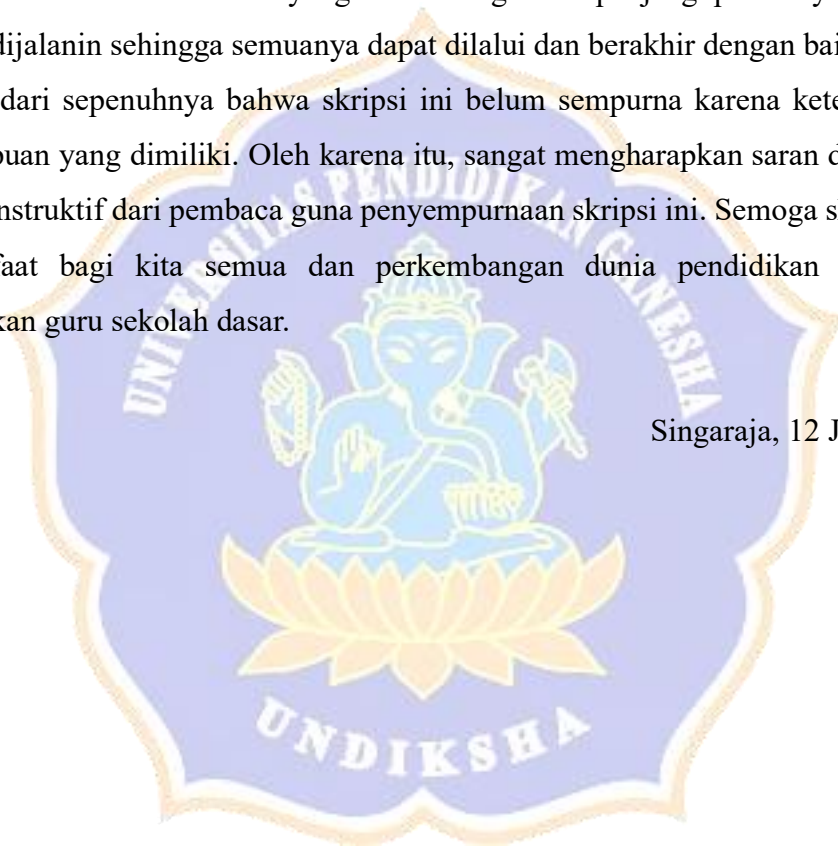 dijalanin sehingga semuanya dapat dilalui dan berakhir dengan bai
dari sepenuhnya bahwa skripsi ini belum sempurna karena kete
puan yang dimiliki. Oleh karena itu, sangat mengharapkan saran d
nstruktif dari pembaca guna penyempurnaan skripsi ini. Semoga s
faat bagi kita semua dan perkembangan dunia pendidikan
kan guru sekolah dasar.
Singaraja, 12 J
UNIVERSITAS PENDIDIKAN GANESHA
UNDIKSHA